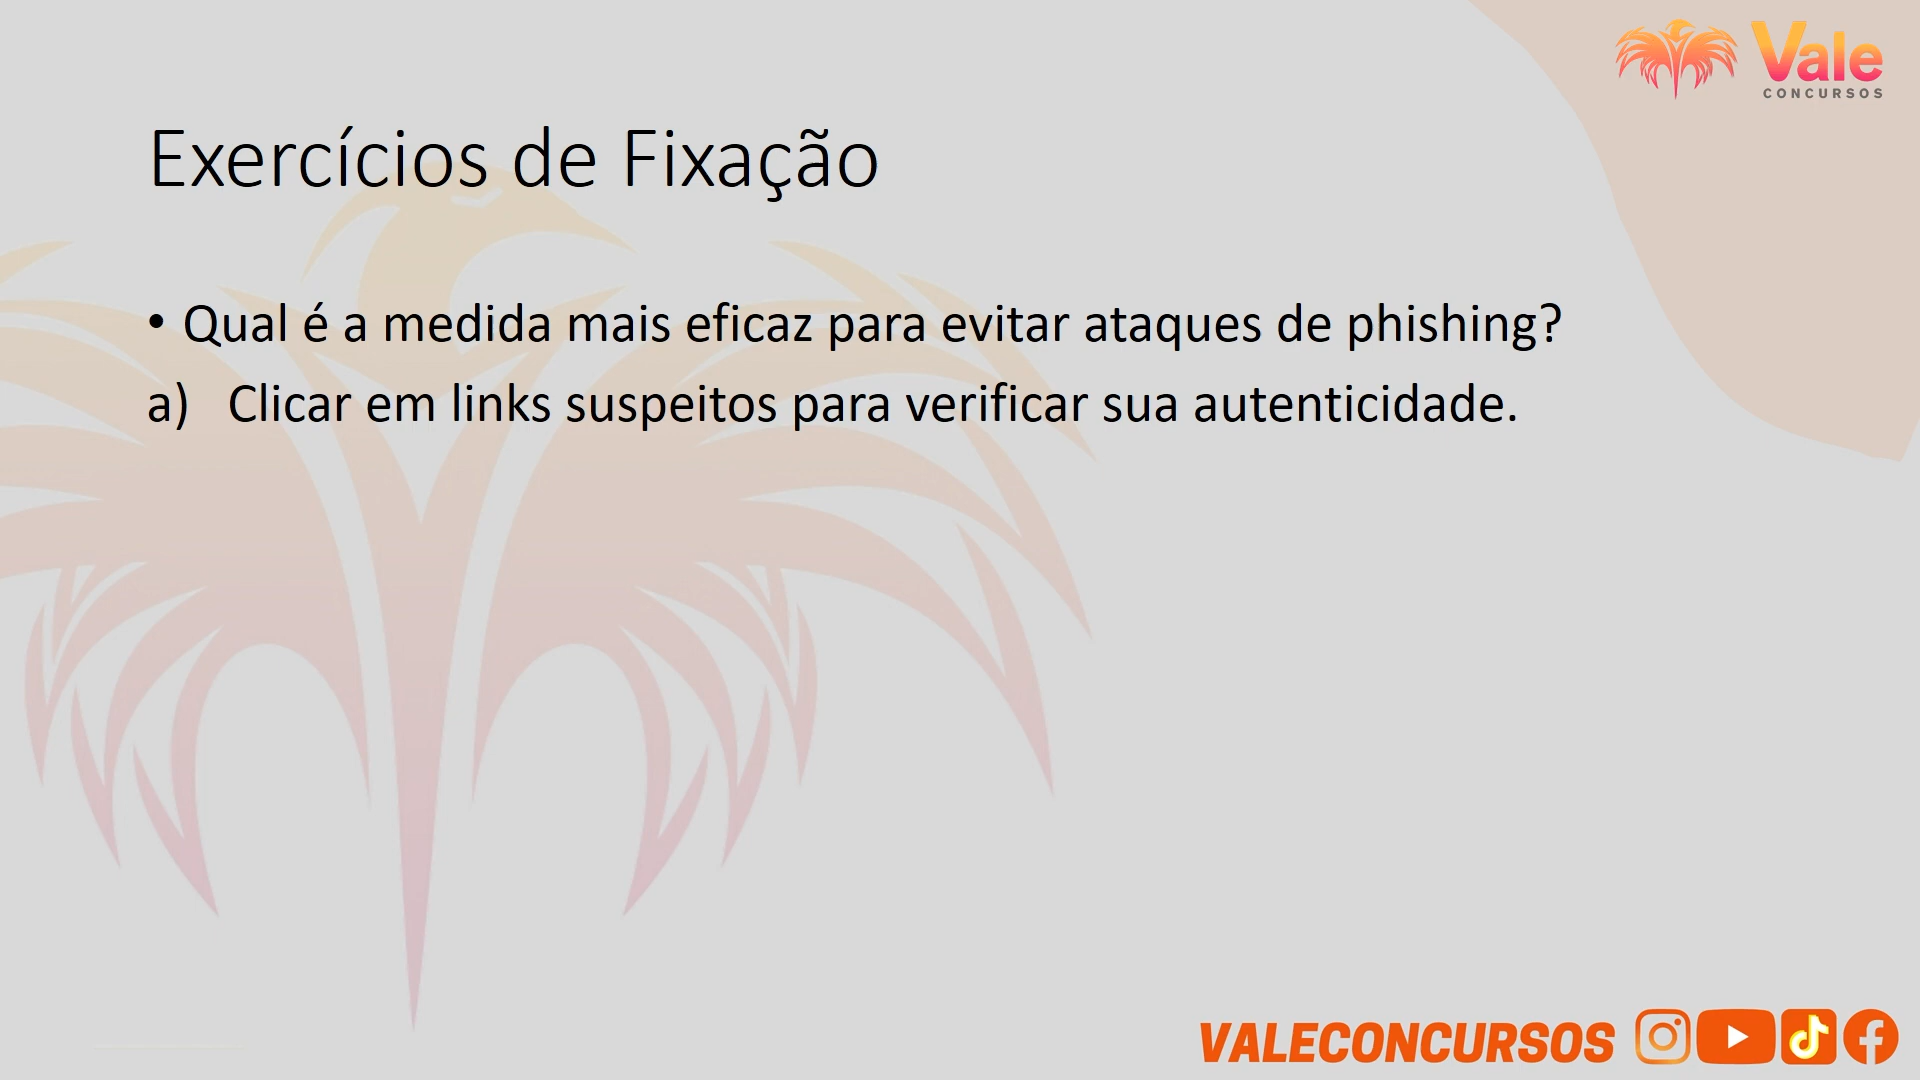 Vale
CONCURSOS
Exercícios de Fixação
• Qual é a medida mais eficaz para evitar ataques de phishing?
a) Clicar em links suspeitos para verificar sua autenticidade.
VALECONCURSOS